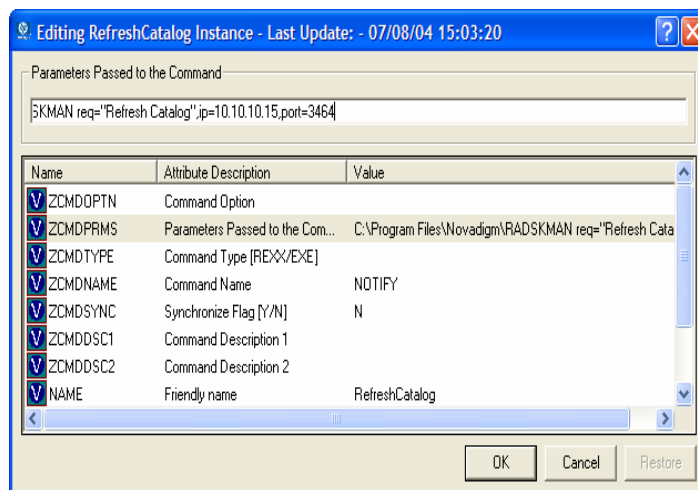 Editing RefreshCatalog Instance - Last Update: - 07/08/04 15:03:20
Parameters Passed to the Command
SKMAN req="Refresh Catalog",ip=10.10.10.15,port=3464
Name Attribute Description Value
V ZCMDOPTN Command Option
V ZCMDPRMS Parameters Passed to the Com... C:\Program Files\Novadigm\RADSKMAN req="Refresh Cata
V ZCMDTYPE Command Type [REXX/EXE]
V ZCMDNAME Command Name NOTIFY
V ZCMDSYNC Synchronize Flag [Y/N] N
V ZCMDDSC1 Command Description 1
V ZCMDDSC2 Command Description 2
V NAME Friendly name RefreshCatalog
OK Cancel Restore